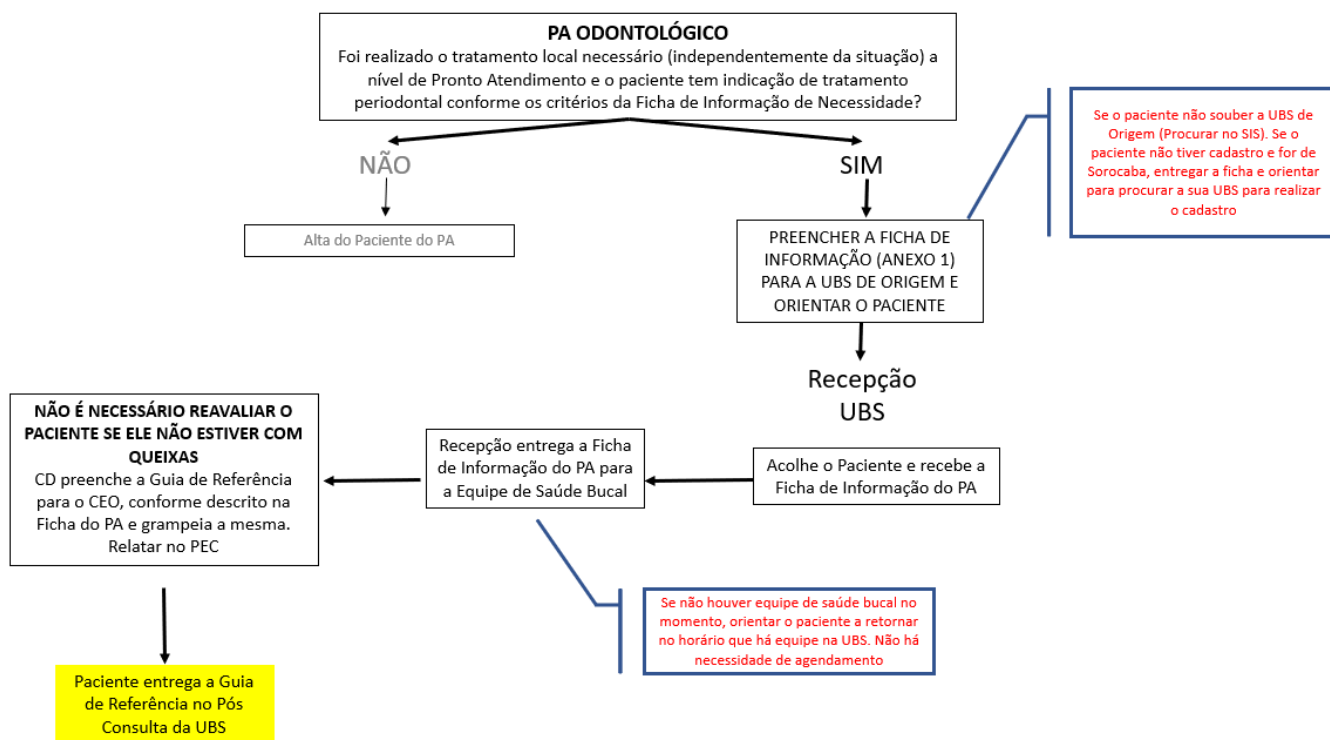 PA ODONTOLÓGICO
Foi realizado o tratamento local necessário (independentemente da situação) a
nível de Pronto Atendimento e o paciente tem indicação de tratamento
periodontal conforme os critérios da Ficha de Informação de Necessidade?
Se o paciente não souber a UBS de
Origem (Procurar no SIS). Se o
paciente não tiver cadastro e for de
Sorocaba, entregar a ficha e orientar
para procurar a sua UBS para realizar
o cadastro
NÃO
SIM
Alta do Paciente do PA
PREENCHER A FICHA DE
INFORMAÇÃO (ANEXO 1)
PARA A UBS DE ORIGEM E
ORIENTAR O PACIENTE
Recepção
UBS
Acolhe o Paciente e recebe a
Ficha de Informação do PA
Recepção entrega a Ficha
de Informação do PA para
a Equipe de Saúde Bucal
NÃO É NECESSÁRIO REAVALIAR O
PACIENTE SE ELE NÃO ESTIVER COM
QUEIXAS
CD preenche a Guia de Referência
para o CEO, conforme descrito na
Ficha do PA e grampeia a mesma.
Relatar no PEC
Se não houver equipe de saúde bucal no
momento, orientar o paciente a retornar
no horário que há equipe na UBS. Não há
necessidade de agendamento
Paciente entrega a Guia
de Referência no Pós
Consulta da UBS